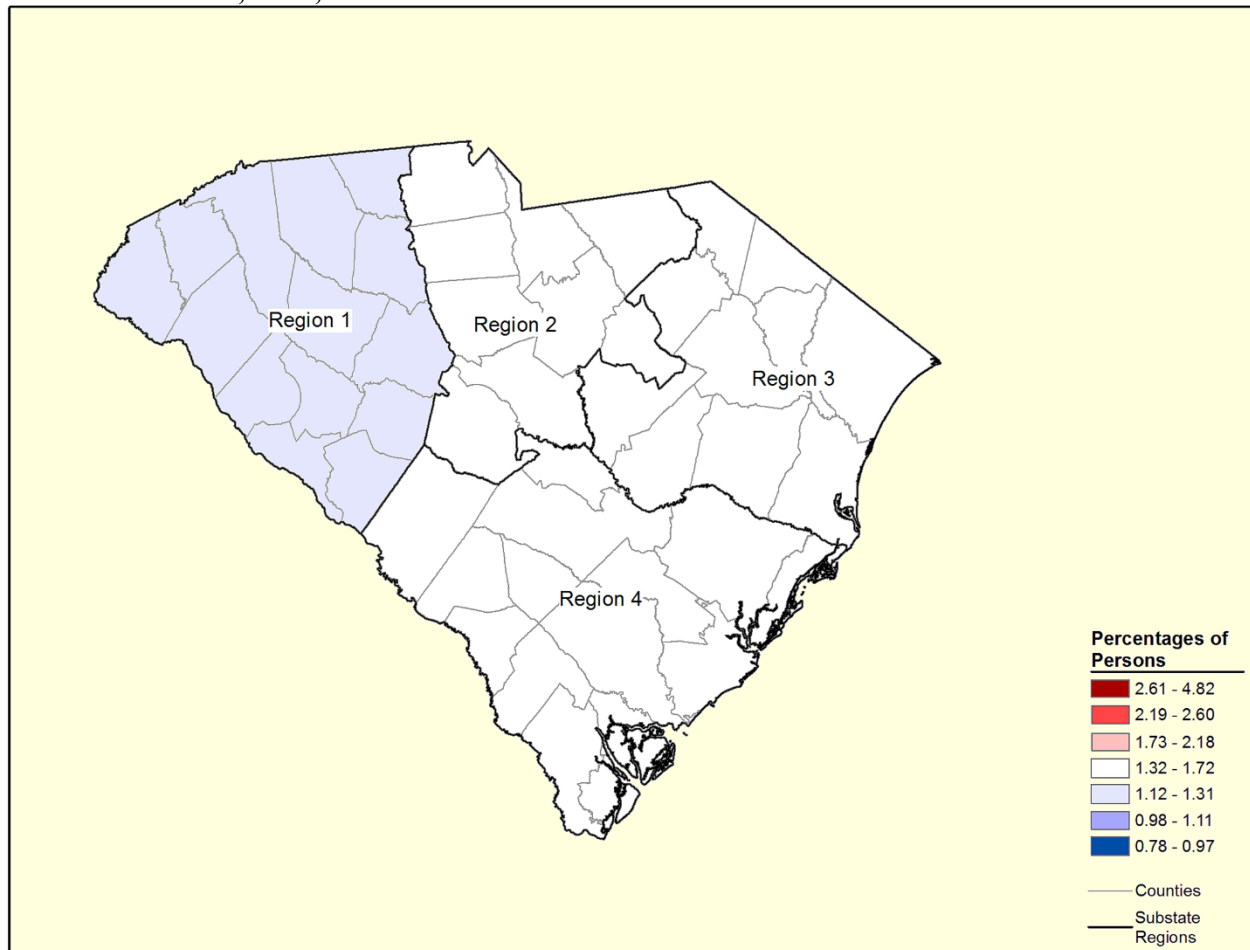 Region 1
Region 2
Region 3
Region 4
Percentages of
Persons
2.61 - 4.82
2.19 - 2.60
1.73 - 2.18
1.32 - 1.72
1.12 - 1.31
0.98 - 1.11
0.78 - 0.97
Counties
Substate
Regions